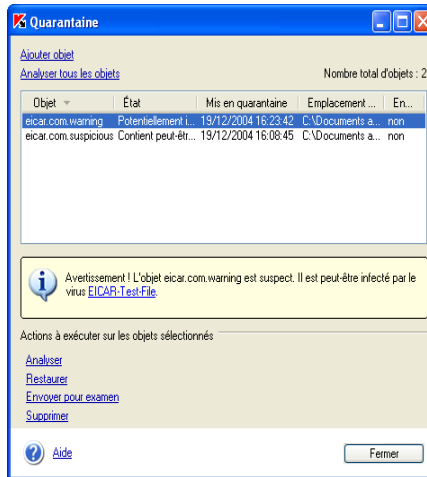 Quarantaine
Ajouter objet
Analyser tous les objets
Nombre total d'objets : 2
Objet État Mis en quarantaine Emplacement ... En...
eicar.com.warning Potentiellement i... 19/12/2004 16:23:42 C:\Documents a... non
eicar.com.suspicious Contient peut-êtr... 19/12/2004 16:08:45 C:\Documents a... non
Avertissement ! L'objet eicar.com.warning est suspect. Il est peut-être infecté par le
virus EICAR-Test-File.
Actions à exécuter sur les objets sélectionnés
Analyser
Restaurer
Envoyer pour examen
Supprimer
Aide
Fermer